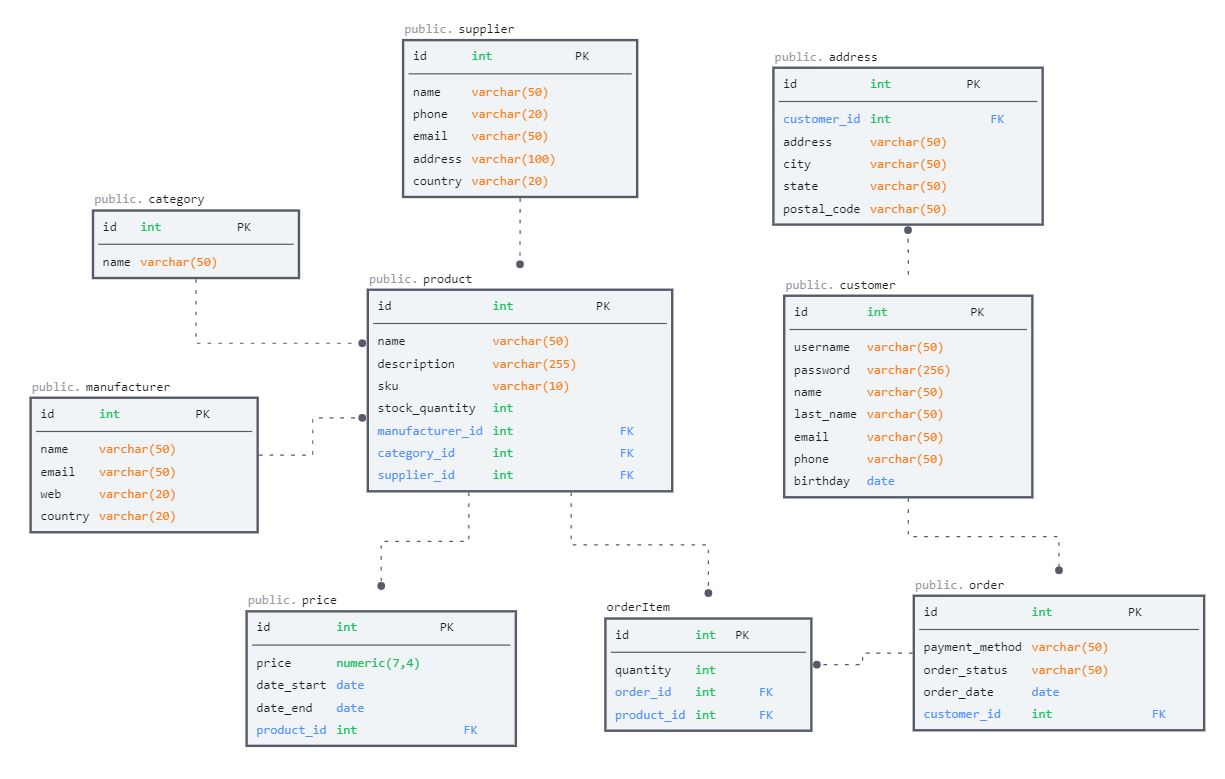 public. supplier
id int PK
name varchar(50)
phone varchar(20)
email varchar(50)
address varchar(100)
country varchar(20)
public. address
id int PK
customer_id int FK
address varchar(50)
city varchar(50)
state varchar(50)
postal_code varchar(50)
public. category
id int PK
name varchar(50)
public. product
id int PK
name varchar(50)
description varchar(255)
sku varchar(10)
stock_quantity int
manufacturer_id int FK
category_id int FK
supplier_id int FK
public. customer
id int PK
username varchar(50)
password varchar(256)
name varchar(50)
last_name varchar(50)
email varchar(50)
phone varchar(50)
birthday date
public. manufacturer
id int PK
name varchar(50)
email varchar(50)
web varchar(20)
country varchar(20)
public. price
id int PK
price numeric(7,4)
date_start date
date_end date
product_id int FK
orderItem
id int PK
quantity int
order_id int FK
product_id int FK
public. order
id int PK
payment_method varchar(50)
order_status varchar(50)
order_date date
customer_id int FK